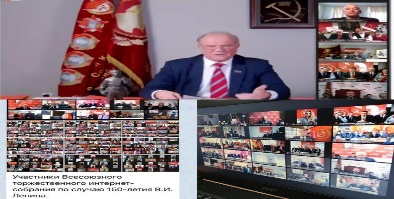 Участники Всесоюзного
торжественного интернет-
собрания по случаю 150-летия В.И.
Ленина